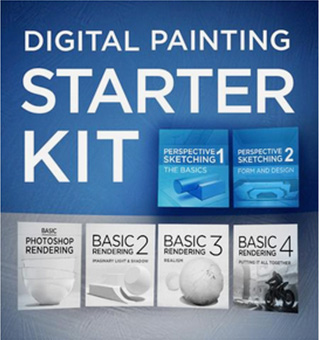 DIGITAL PAINTING
STARTER
KIT
PERSPECTIVE
SKETCHING 1
THE BASICS
PERSPECTIVE
SKETCHING 2
FORM AND DESIGN
BASIC
PHOTOSHOP
RENDERING
BASIC 2
RENDERING
IMAGINARY LIGHT & SHADOW
BASIC 3
RENDERING
REALISM
BASIC 4
RENDERING
PUTTING IT ALL TOGETHER